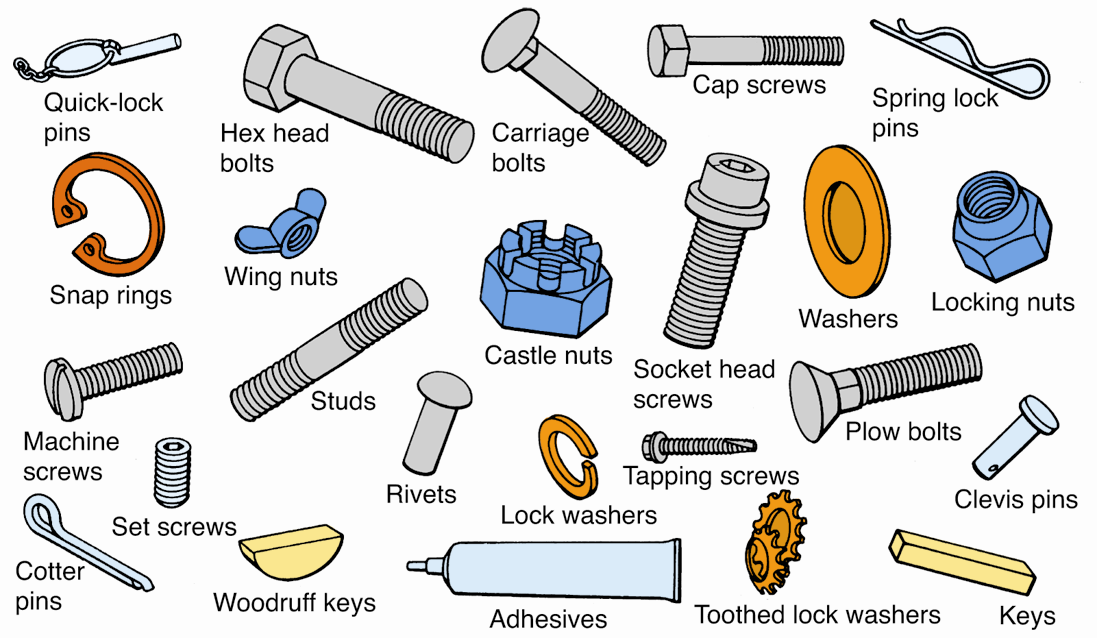 Quick-lock
pins
Hex head
bolts
Carriage
bolts
Cap screws
Spring lock
pins
Snap rings
Wing nuts
Castle nuts
Socket head
screws
Washers
Locking nuts
Machine
screws
Studs
Rivets
Lock washers
Tapping screws
Plow bolts
Clevis pins
Set screws
Cotter
pins
Woodruff keys
Adhesives
Toothed lock washers
Keys